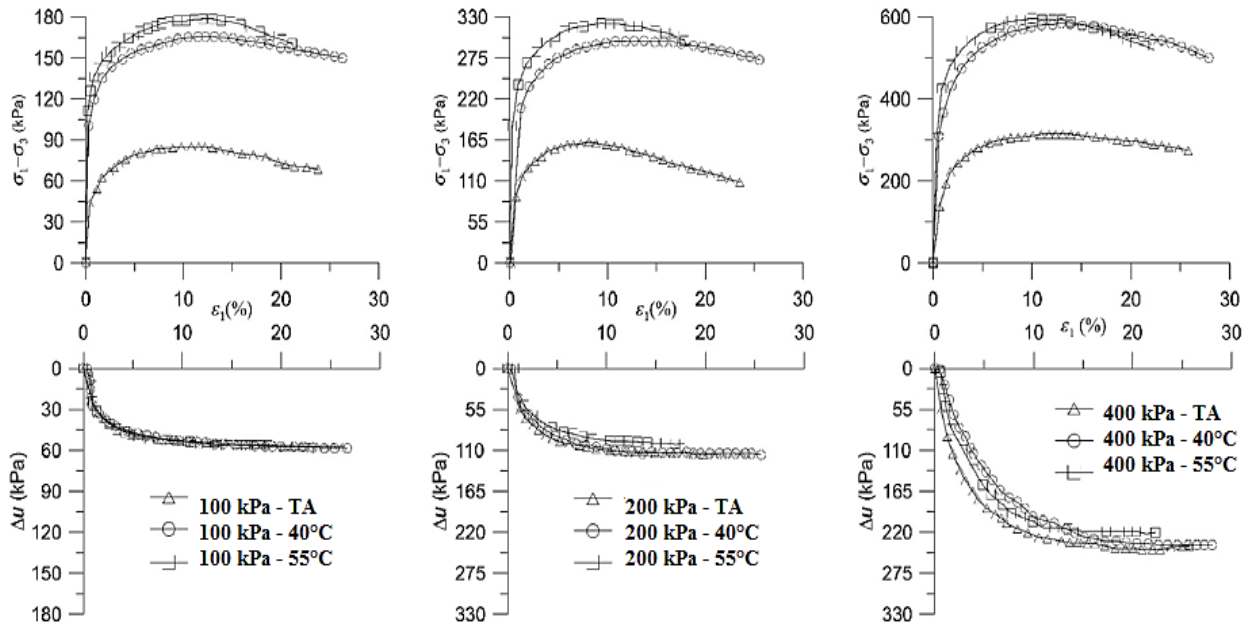 180
150
120
90
60
30
0
σ1−σ3 (kPa)
0 10 20 30
ε1(%)
330
275
220
165
110
55
0
σ1−σ3 (kPa)
0 10 20 30
ε1(%)
600
400
200
0
σ1−σ3 (kPa)
0 10 20 30
ε1(%)
0 10 20 30
0
30
60
90
120
150
180
Δu (kPa)
100 kPa - TA
100 kPa - 40°C
100 kPa - 55°C
0 10 20 30
0
55
110
165
220
275
330
Δu (kPa)
200 kPa - TA
200 kPa - 40°C
200 kPa - 55°C
0 10 20 30
0
55
110
165
220
275
330
Δu (kPa)
400 kPa - TA
400 kPa - 40°C
400 kPa - 55°C